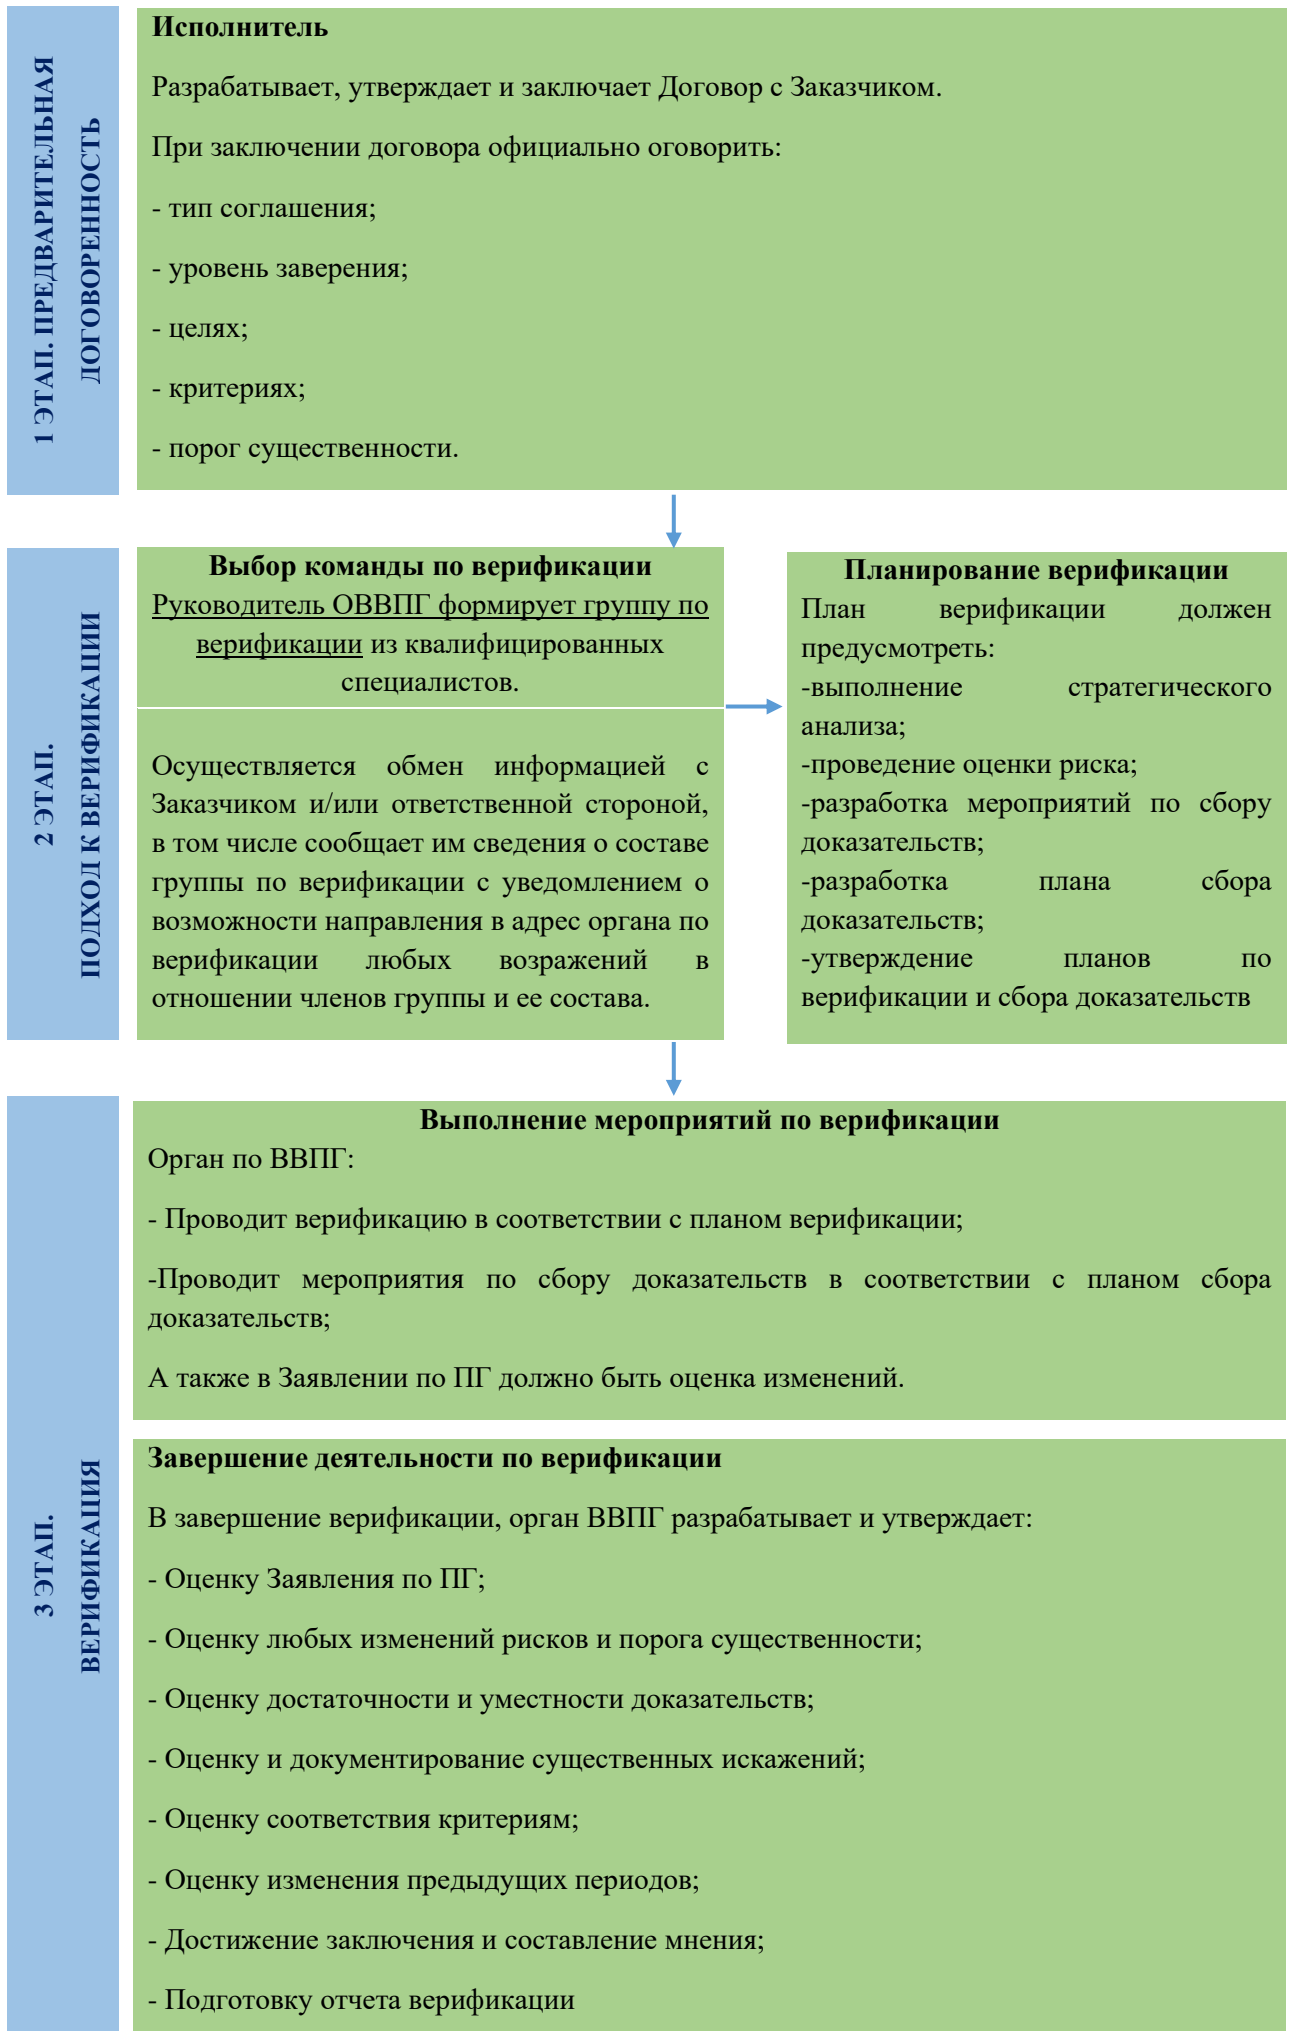 1 ЭТАП. ПРЕДВАРИТЕЛЬНАЯ
ДОГОВОРЕННОСТЬ
Исполнитель
Разрабатывает, утверждает и заключает Договор с Заказчиком.
При заключении договора официально оговорить:
- тип соглашения;
- уровень заверения;
- целях;
- критериях;
- порог существенности.
2 ЭТАП.
ПОДХОД К ВЕРИФИКАЦИИ
Выбор команды по верификации
Руководитель ОВВПГ формирует группу по
верификации из квалифицированных
специалистов.
Осуществляется обмен информацией с
Заказчиком и/или ответственной стороной,
в том числе сообщает им сведения о составе
группы по верификации с уведомлением о
возможности направления в адрес органа по
верификации любых возражений в
отношении членов группы и ее состава.
Планирование верификации
План верификации должен
предусмотреть:
-выполнение стратегического
анализа;
-проведение оценки риска;
-разработка мероприятий по сбору
доказательств;
-разработка плана сбора
доказательств;
-утверждение планов по
верификации и сбора доказательств
3 ЭТАП.
ВЕРИФИКАЦИЯ
Выполнение мероприятий по верификации
Орган по ВВПГ:
- Проводит верификацию в соответствии с планом верификации;
-Проводит мероприятия по сбору доказательств в соответствии с планом сбора
доказательств;
А также в Заявлении по ПГ должно быть оценка изменений.
Завершение деятельности по верификации
В завершение верификации, орган ВВПГ разрабатывает и утверждает:
- Оценку Заявления по ПГ;
- Оценку любых изменений рисков и порога существенности;
- Оценку достаточности и уместности доказательств;
- Оценку и документирование существенных искажений;
- Оценку соответствия критериям;
- Оценку изменения предыдущих периодов;
- Достижение заключения и составление мнения;
- Подготовку отчета верификации